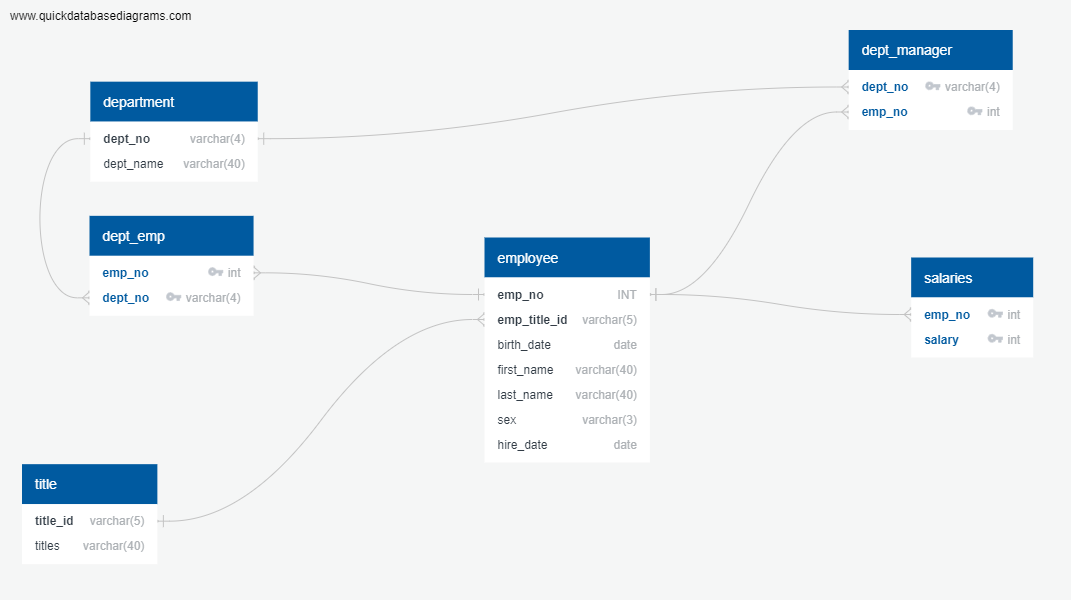 www.quickdatabasediagrams.com
department
dept_no varchar(4)
dept_name varchar(40)
dept_emp
emp_no int
dept_no varchar(4)
title
title_id varchar(5)
titles varchar(40)
employee
emp_no INT
emp_title_id varchar(5)
birth_date date
first_name varchar(40)
last_name varchar(40)
sex varchar(3)
hire_date date
dept_manager
dept_no varchar(4)
emp_no int
salaries
emp_no int
salary int